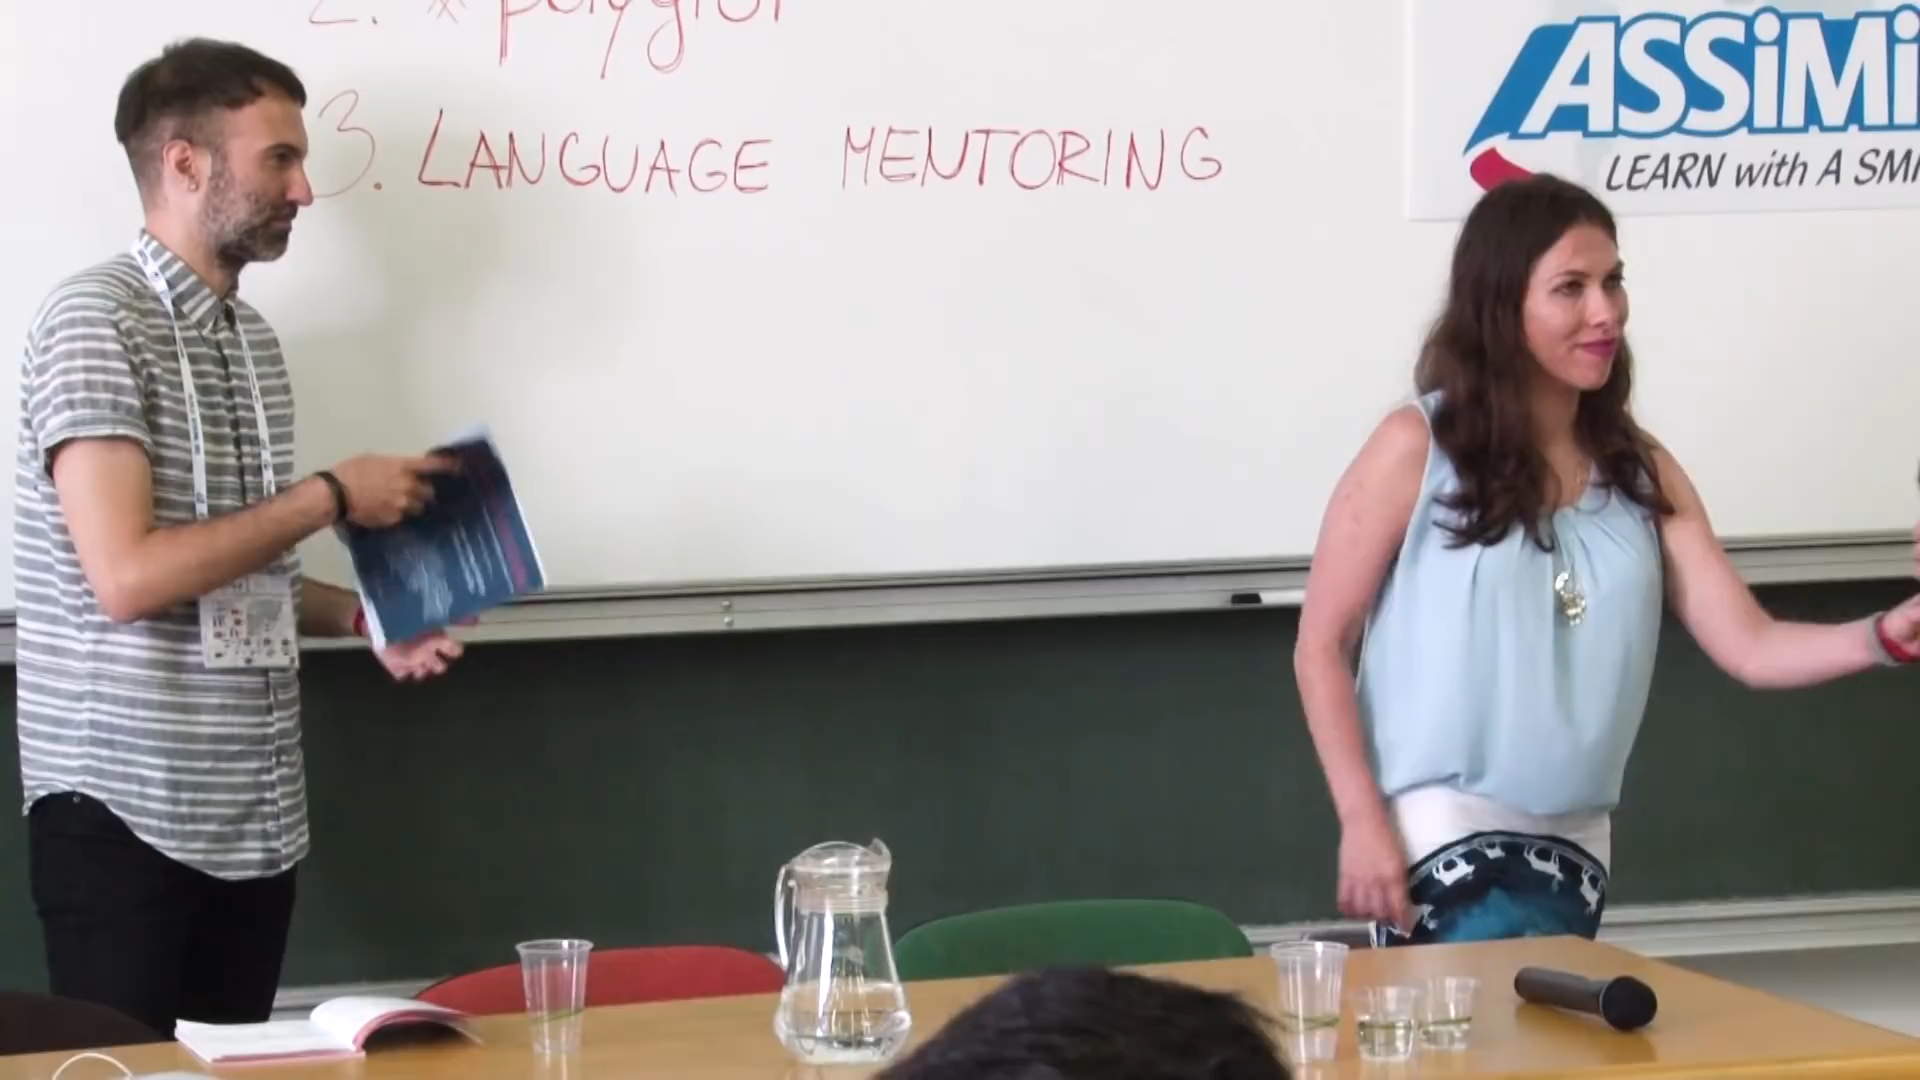 2. * polyglot
3. LANGUAGE MENTORING
ASSiMi
LEARN with A SMI